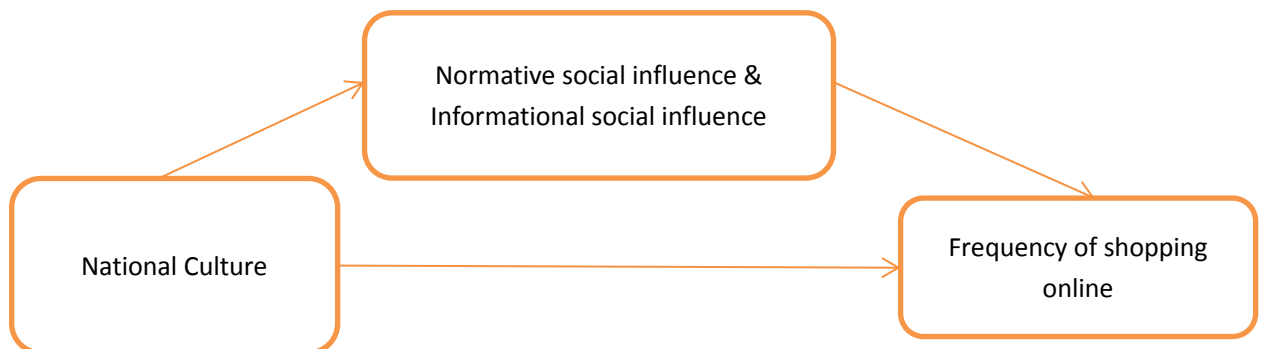 Normative social influence &
Informational social influence
National Culture
Frequency of shopping
online